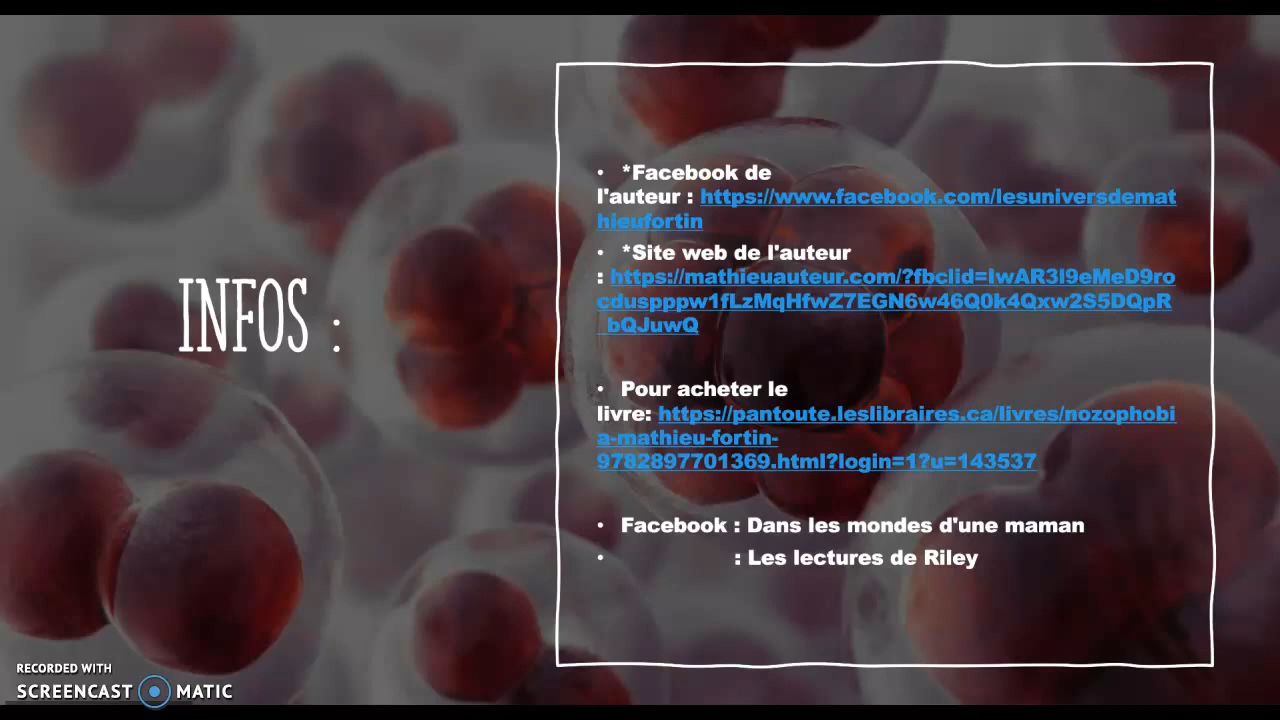 INFOS :
• *Facebook de
l'auteur : https://www.facebook.com/lesuniversdemat
hieufortin
• *Site web de l'auteur
: https://mathieuauteur.com/?fbclid=IwAR3I9eMeD9ro
cduspppw1fLzMqHfwZ7EGN6w46Q0k4Qxw2S5DQpR
_bQJuwQ
• Pour acheter le
livre: https://pantoute.leslibraires.ca/livres/nozophobi
a-mathieu-fortin-
9782897701369.html?login=1?u=143537
• Facebook : Dans les mondes d'une maman
• : Les lectures de Riley
RECORDED WITH
SCREENCAST MATIC